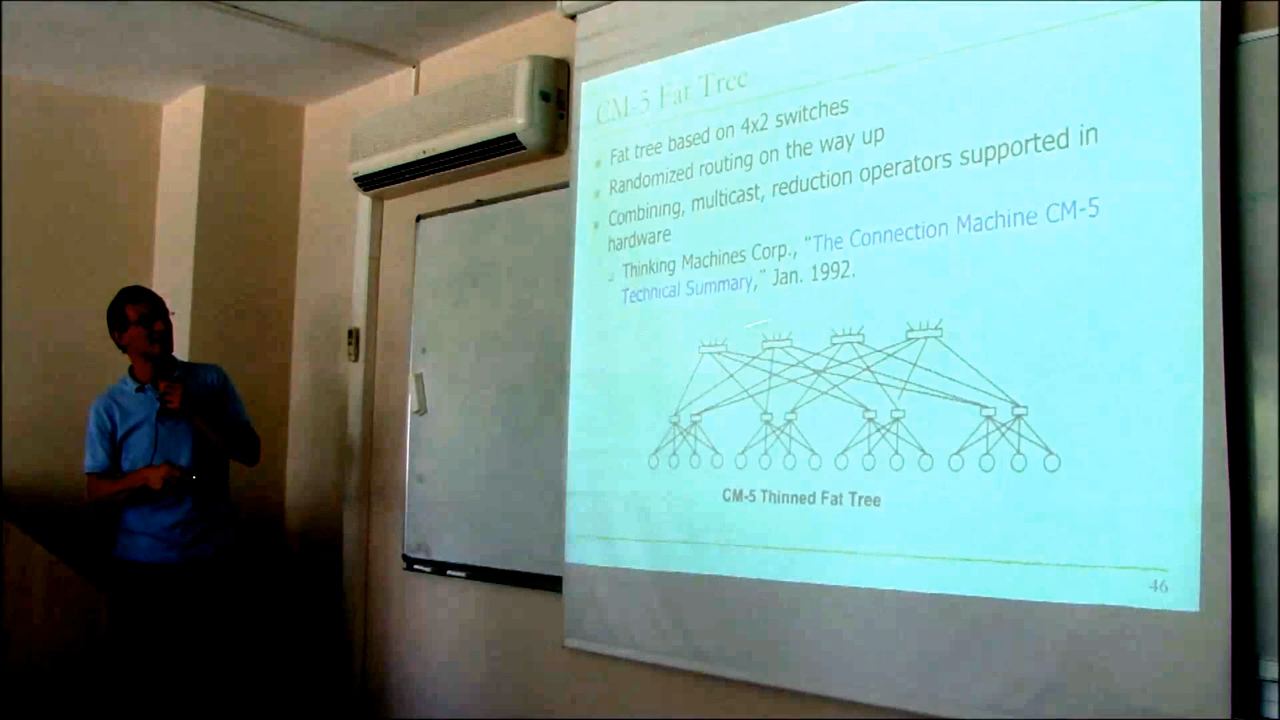 CM-5 Fat Tree
Fat tree based on 4x2 switches
Randomized routing on the way up
Combining, multicast, reduction operators supported in
hardware
Thinking Machines Corp., "The Connection Machine CM-5
Technical Summary," Jan. 1992.
CM-5 Thinned Fat Tree
46